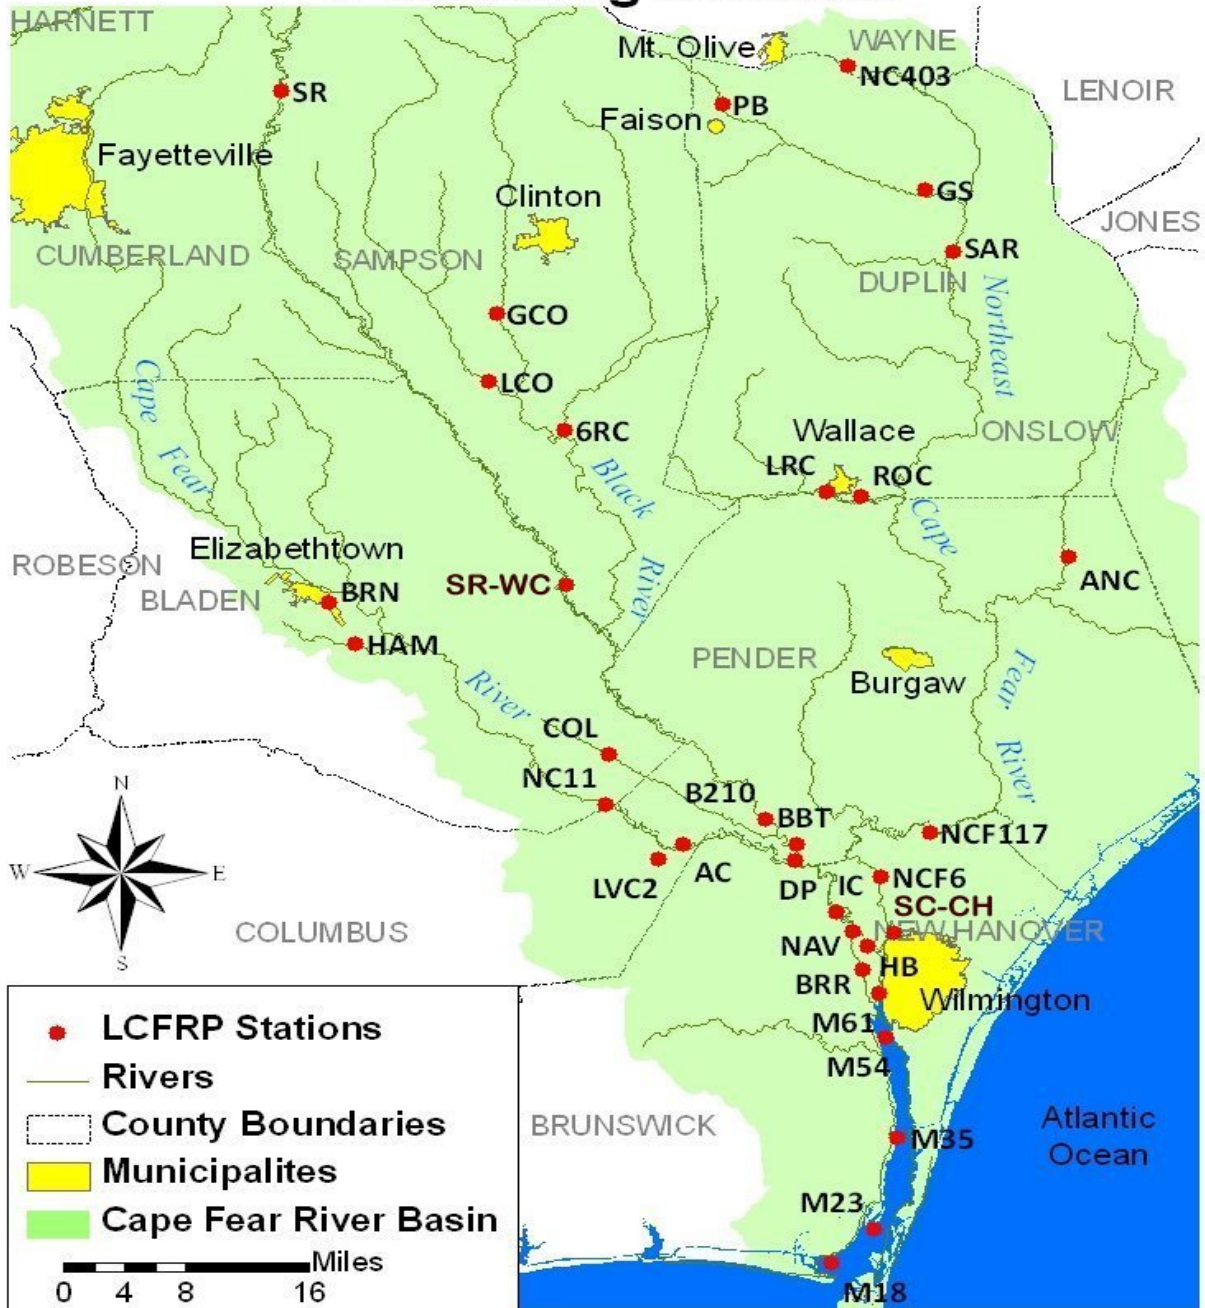 HARNETT
Mt. Olive
WAYNE
NC403
LENOIR
SR
PB
Faison
Fayetteville
Clinton
GS
JONES
CUMBERLAND
SAMPSON
SAR
DUPLIN
Northeast
GCO
LCO
Cape
Fear
6RC
Wallace
ONSLOW
LRC
ROC
Black
River
Cape
ROBESON
Elizabethtown
BLADEN
BRN
SR-WC
ANC
HAM
PENDER
Burgaw
Fear
River
River
COL
NC11
B210
BBT
NCF117
N
W
E
S
LVC2
AC
DP
IC
NCF6
SC-CH
COLUMBUS
NEW HANOVER
NAV
HB
BRR
Wilmington
M61
M54
LCFRP Stations
Rivers
County Boundaries
Municipalites
Cape Fear River Basin
Miles
0 4 8 16
BRUNSWICK
Atlantic
Ocean
M35
M23
M18